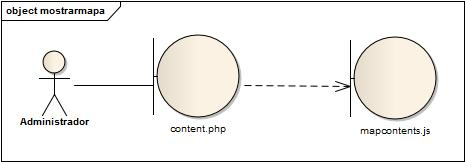 object mostrarmapa
Administrador
content.php
mapcontents.js